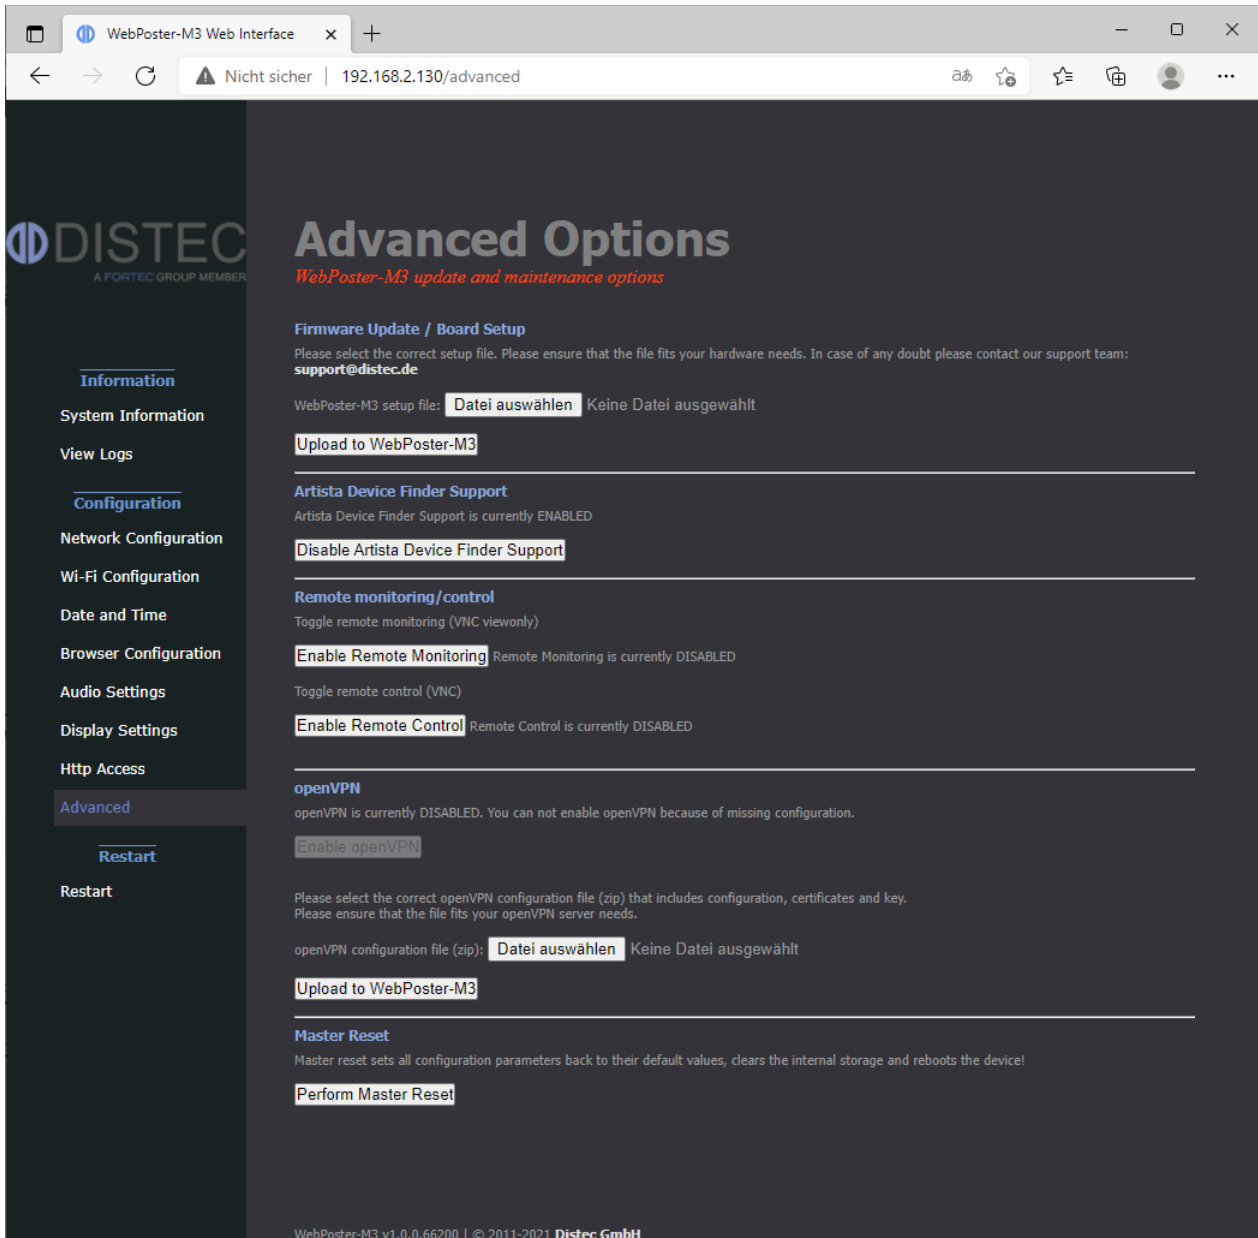 WebPoster-M3 Web Interface
Nicht sicher | 192.168.2.130/advanced
aあ
DISTEC
A FORTEC GROUP MEMBER
Information
System Information
View Logs
Configuration
Network Configuration
Wi-Fi Configuration
Date and Time
Browser Configuration
Audio Settings
Display Settings
Http Access
Advanced
Restart
Restart
Advanced Options
WebPoster-M3 update and maintenance options
Firmware Update / Board Setup
Please select the correct setup file. Please ensure that the file fits your hardware needs. In case of any doubt please contact our support team:
support@distec.de
WebPoster-M3 setup file: Datei auswählen Keine Datei ausgewählt
Upload to WebPoster-M3
Artista Device Finder Support
Artista Device Finder Support is currently ENABLED
Disable Artista Device Finder Support
Remote monitoring/control
Toggle remote monitoring (VNC viewonly)
Enable Remote Monitoring Remote Monitoring is currently DISABLED
Toggle remote control (VNC)
Enable Remote Control Remote Control is currently DISABLED
openVPN
openVPN is currently DISABLED. You can not enable openVPN because of missing configuration.
Enable openVPN
Please select the correct openVPN configuration file (zip) that includes configuration, certificates and key.
Please ensure that the file fits your openVPN server needs.
openVPN configuration file (zip): Datei auswählen Keine Datei ausgewählt
Upload to WebPoster-M3
Master Reset
Master reset sets all configuration parameters back to their default values, clears the internal storage and reboots the device!
Perform Master Reset
WebPoster-M3 v1.0.0.66200 | © 2011-2021 Distec GmbH